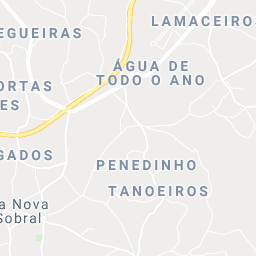 LAMACEIROS
EGUEIRAS
ÁGUA DE
TODO O ANO
ORTAS
ES
GADOS
PENEDINHO
TANOEIROS
a Nova
Sobral